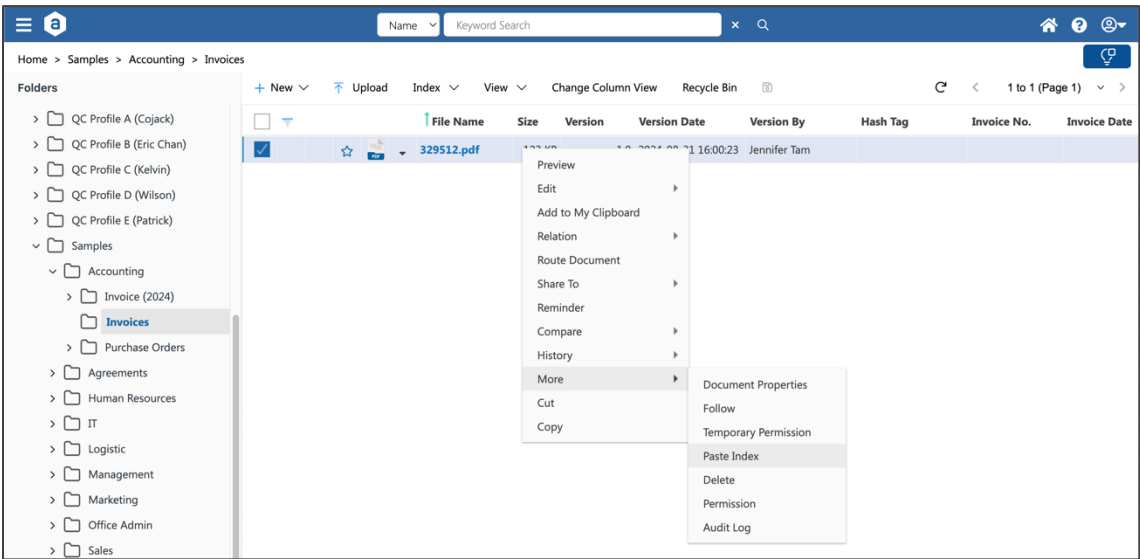 a
Name
Keyword Search
Home > Samples > Accounting > Invoices
Folders
+ New
Upload
Index
View
Change Column View
Recycle Bin
1 to 1 (Page 1)
File Name
Size
Version
Version Date
Version By
Hash Tag
Invoice No.
Invoice Date
QC Profile A (Cojack)
QC Profile B (Eric Chan)
QC Profile C (Kelvin)
QC Profile D (Wilson)
QC Profile E (Patrick)
Samples
Accounting
Invoice (2024)
Invoices
Purchase Orders
Agreements
Human Resources
IT
Logistic
Management
Marketing
Office Admin
Sales
PDF
329512.pdf
16:00:23
Jennifer Tam
Preview
Edit
Add to My Clipboard
Relation
Route Document
Share To
Reminder
Compare
History
More
Cut
Copy
Document Properties
Follow
Temporary Permission
Paste Index
Delete
Permission
Audit Log